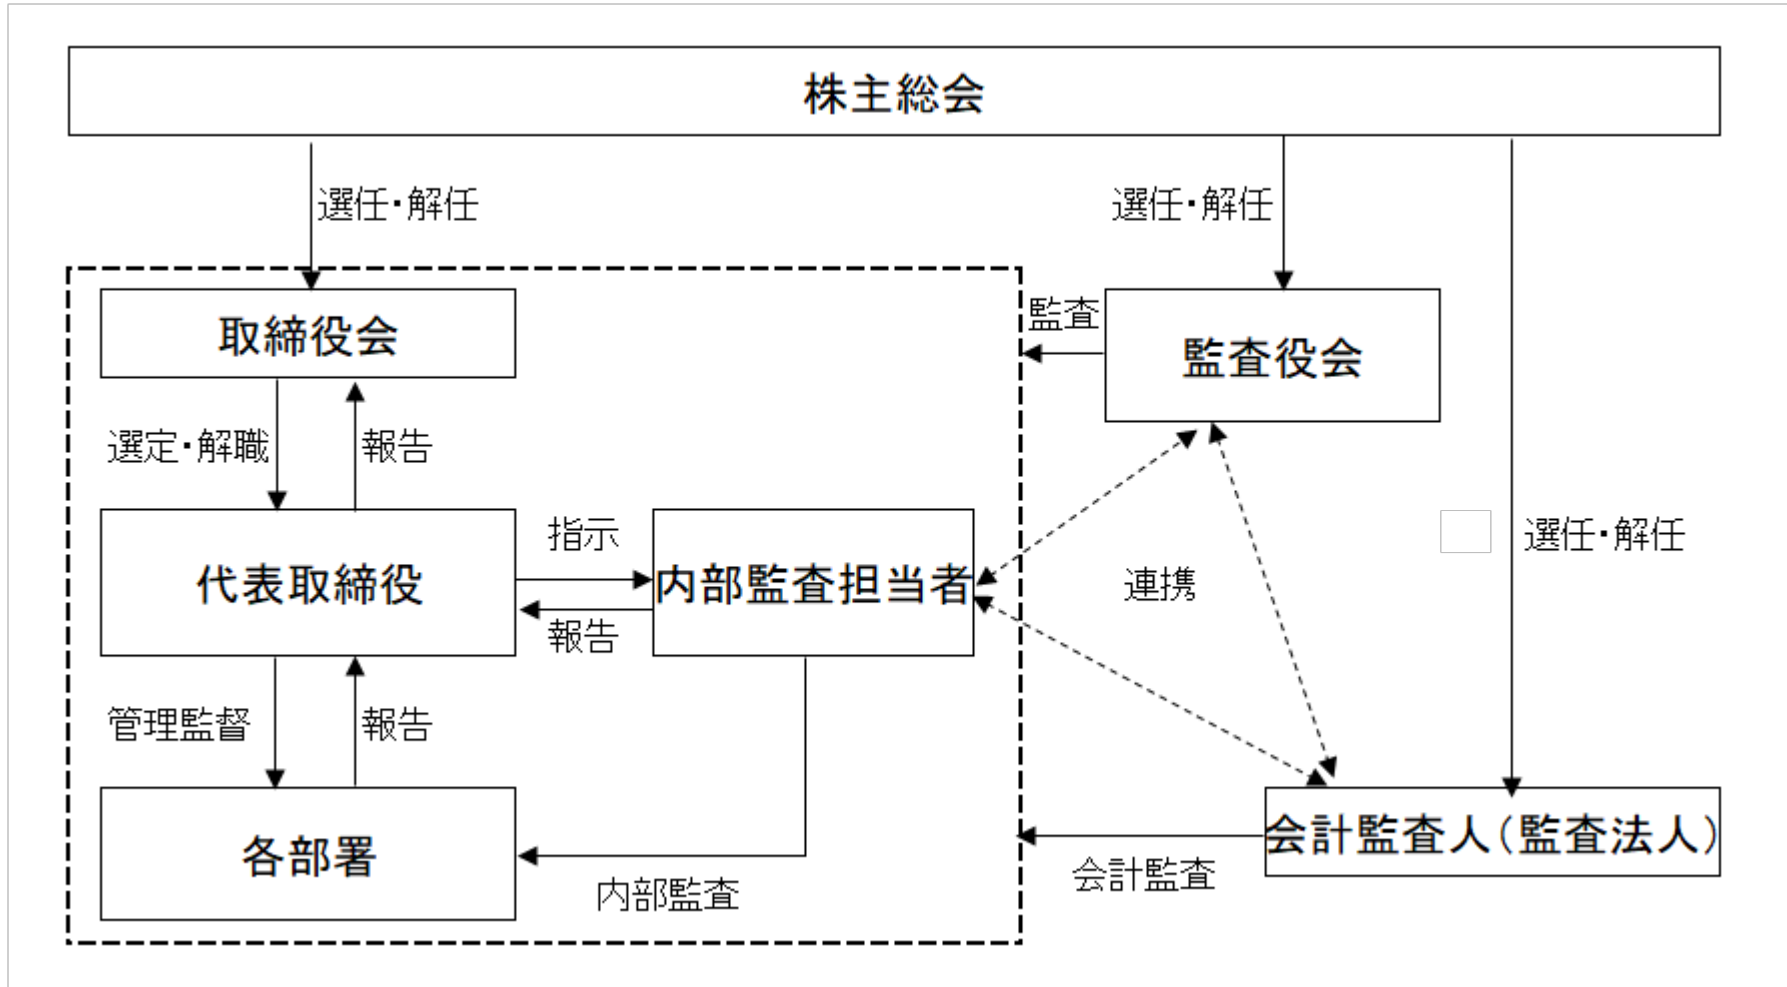 株主総会
選任・解任
選任・解任
取締役会
監査
監査役会
選定・解職
報告
指示
選任・解任
代表取締役
内部監査担当者
連携
報告
管理監督
報告
各部署
会計監査人(監査法人)
会計監査
内部監査